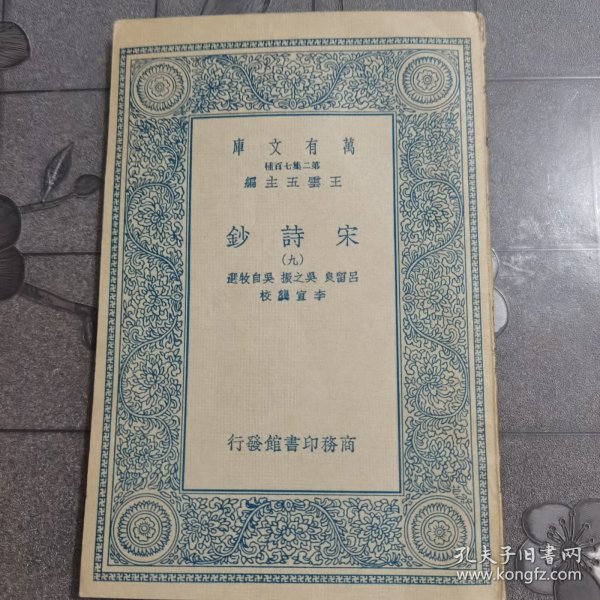 萬有文庫
第二集七百種
王雲五主編
宋詩鈔
(九)
呂留良 吳之振 吳自牧選
李宣龔校
商務印書館發行
孔夫子旧书网
www.kongfz.com